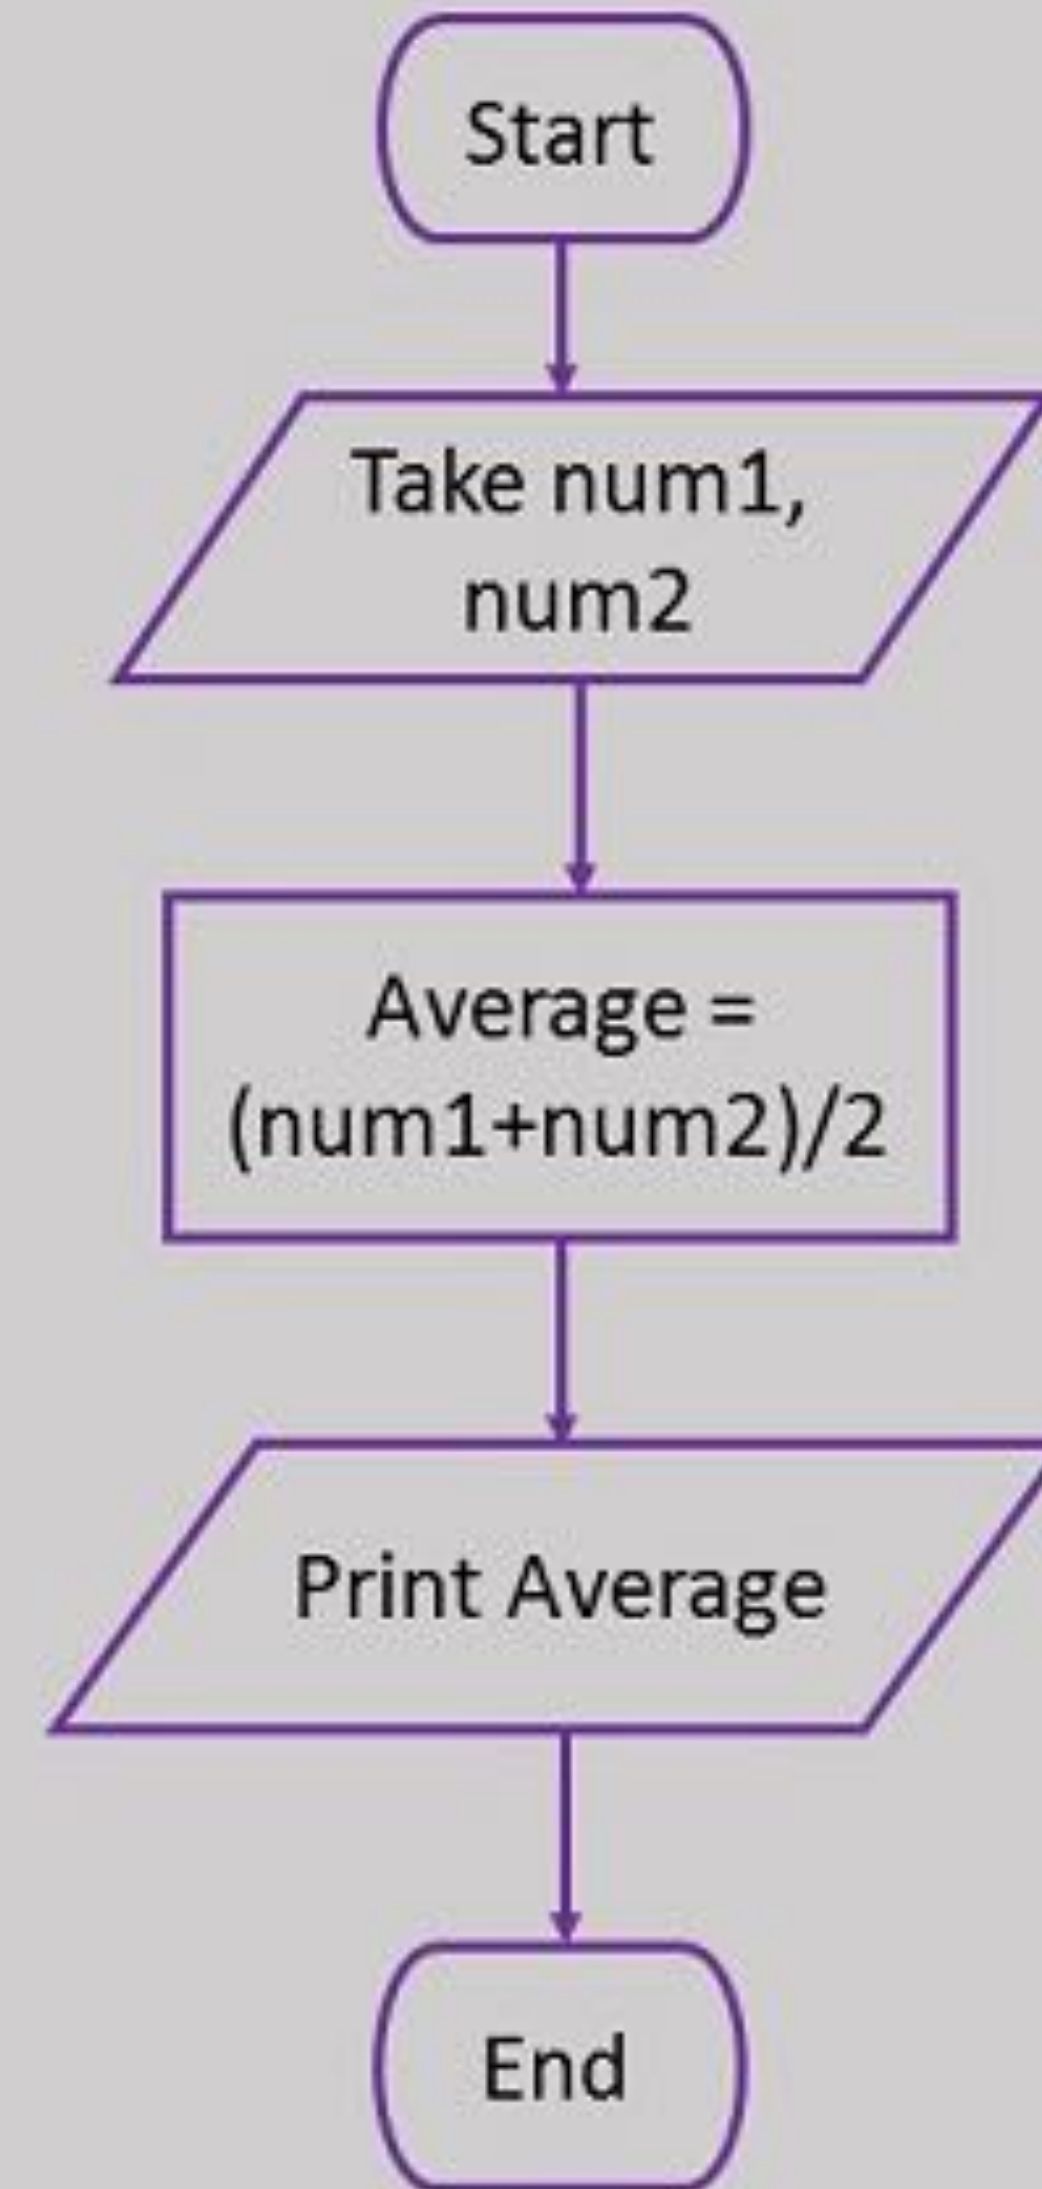 Start
Take num1,
num2
Average =
(num1+num2)/2
Print Average
End